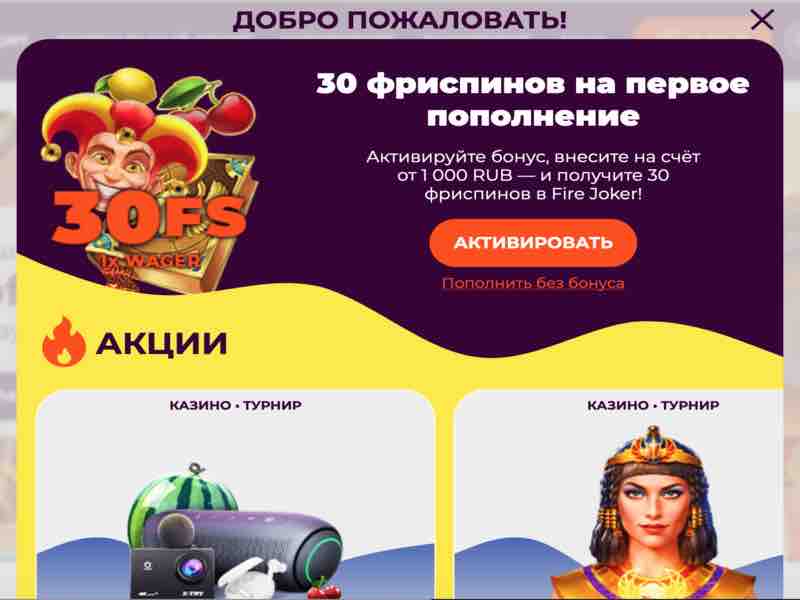 ДОБРО ПОЖАЛОВАТЬ!
30 фриспинов на первое
пополнение
Активируйте бонус, внесите на счёт
от 1 000 RUB — и получите 30
фриспинов в Fire Joker!
30FS
1x WAGER
АКТИВИРОВАТЬ
Пополнить без бонуса
АКЦИИ
КАЗИНО • ТУРНИР
КАЗИНО • ТУРНИР